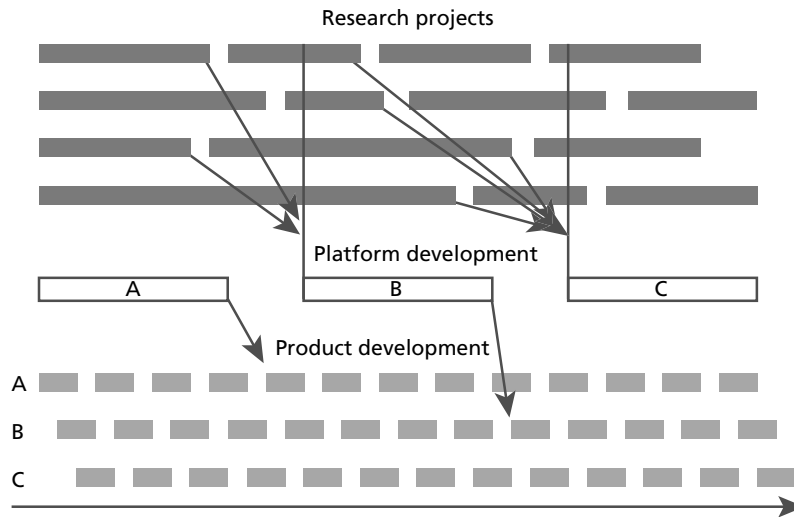 Research projects
Platform development
A B C
Product development
A
B
C